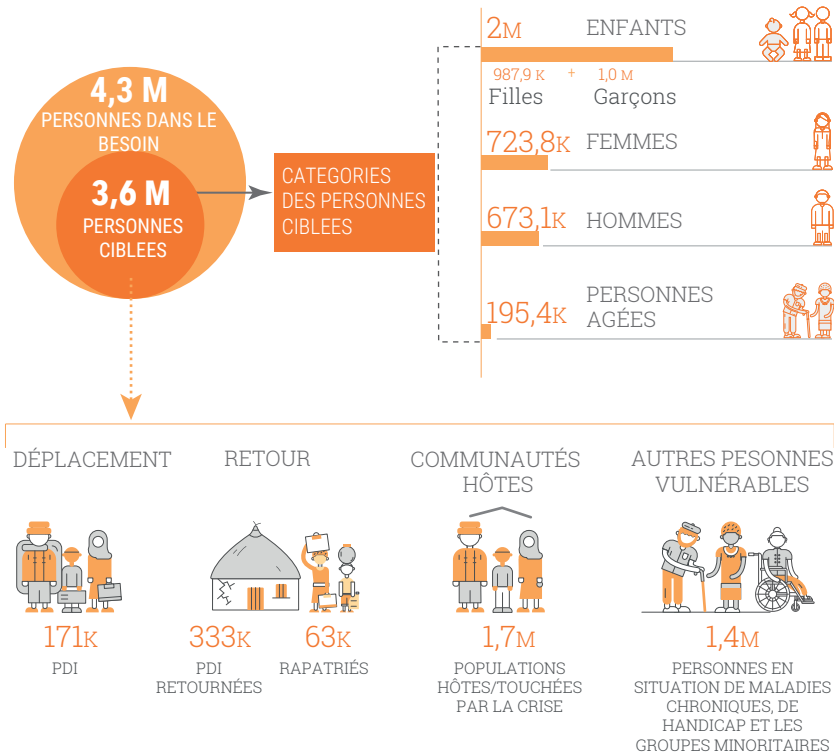 4,3 M
PERSONNES DANS LE
BESOIN
3,6 M
PERSONNES
CIBLEES
CATEGORIES
DES PERSONNES
CIBLEES
2M ENFANTS
987,9 K + 1,0 M
Filles Garçons
723,8K FEMMES
673,1K HOMMES
195,4K PERSONNES
AGÉES
DÉPLACEMENT
171K
PDI
RETOUR
333K
PDI
RETOURNÉES
63K
RAPATRIÉS
COMMUNAUTÉS
HÔTES
1,7M
POPULATIONS
HÔTES/TOUCHÉES
PAR LA CRISE
AUTRES PESONNES
VULNÉRABLES
1,4M
PERSONNES EN
SITUATION DE MALADIES
CHRONIQUES, DE
HANDICAP ET LES
GROUPES MINORITAIRES